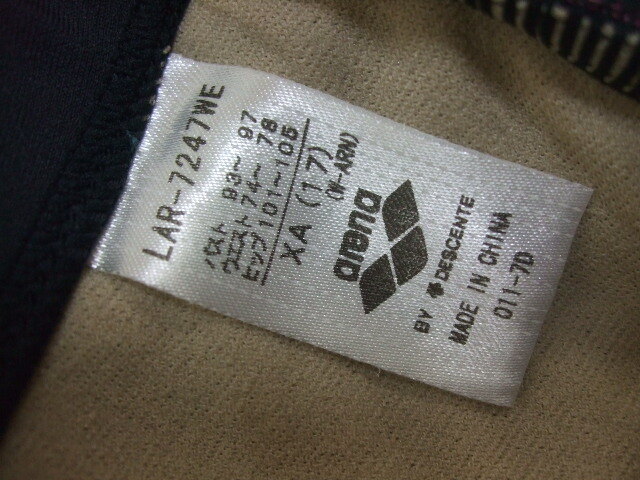 LAR-7247WE
バスト 93~ 97
ウエスト 74~ 78
ヒップ 101~105
XA (17)
(W-ARN)
arena
BY DESCENTE
MADE IN CHINA
011-7D